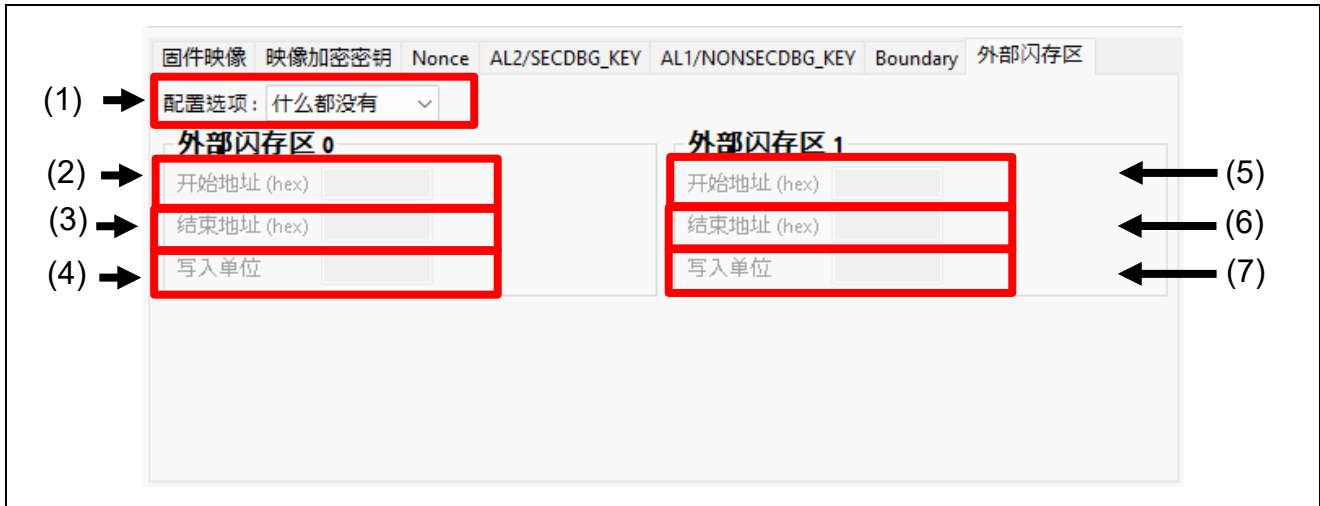 固件映像 映像加密密钥 Nonce AL2/SECDBG_KEY AL1/NONSECDBG_KEY Boundary 外部闪存区
(1) 配置选项: 什么都没有
外部闪存区 0 外部闪存区 1
(2) 开始地址 (hex) 开始地址 (hex) (5)
(3) 结束地址 (hex) 结束地址 (hex) (6)
(4) 写入单位 写入单位 (7)